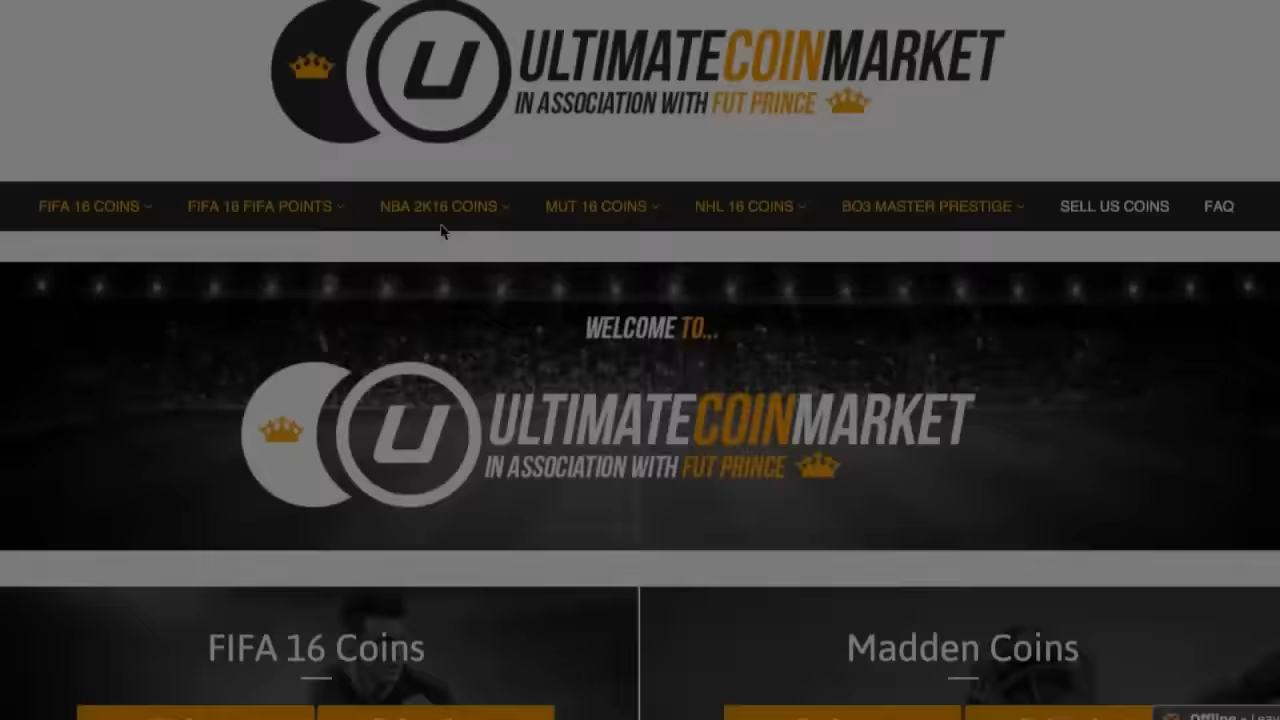 ULTIMATECOINMARKET
IN ASSOCIATION WITH FUT PRINCE
FIFA 16 COINS FIFA 16 FIFA POINTS NBA 2K16 COINS MUT 16 COINS NHL 16 COINS BO3 MASTER PRESTIGE SELL US COINS FAQ
WELCOME TO...
ULTIMATECOINMARKET
IN ASSOCIATION WITH FUT PRINCE
FIFA 16 Coins Madden Coins